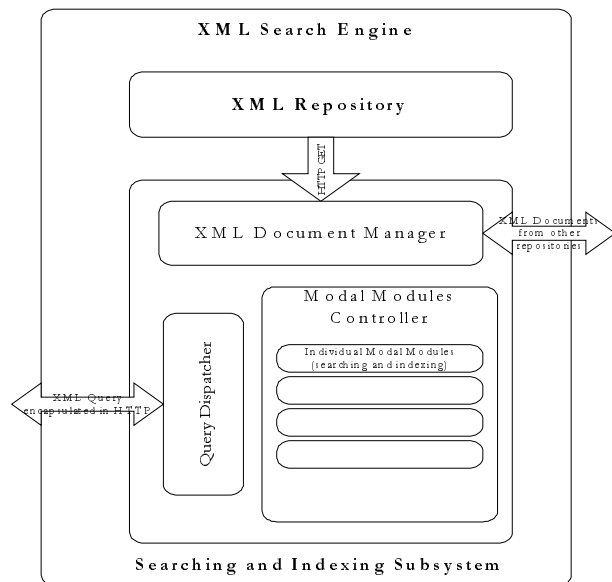 XML Search Engine
XML Repository
HTTP GET
XML Document Manager
XML Documents
from other
repositories
Modal Modules
Controller
Individual Modal Modules
(searching and indexing)
Query Dispatcher
XML Query
encapsulated in HTTP
Searching and Indexing Subsystem